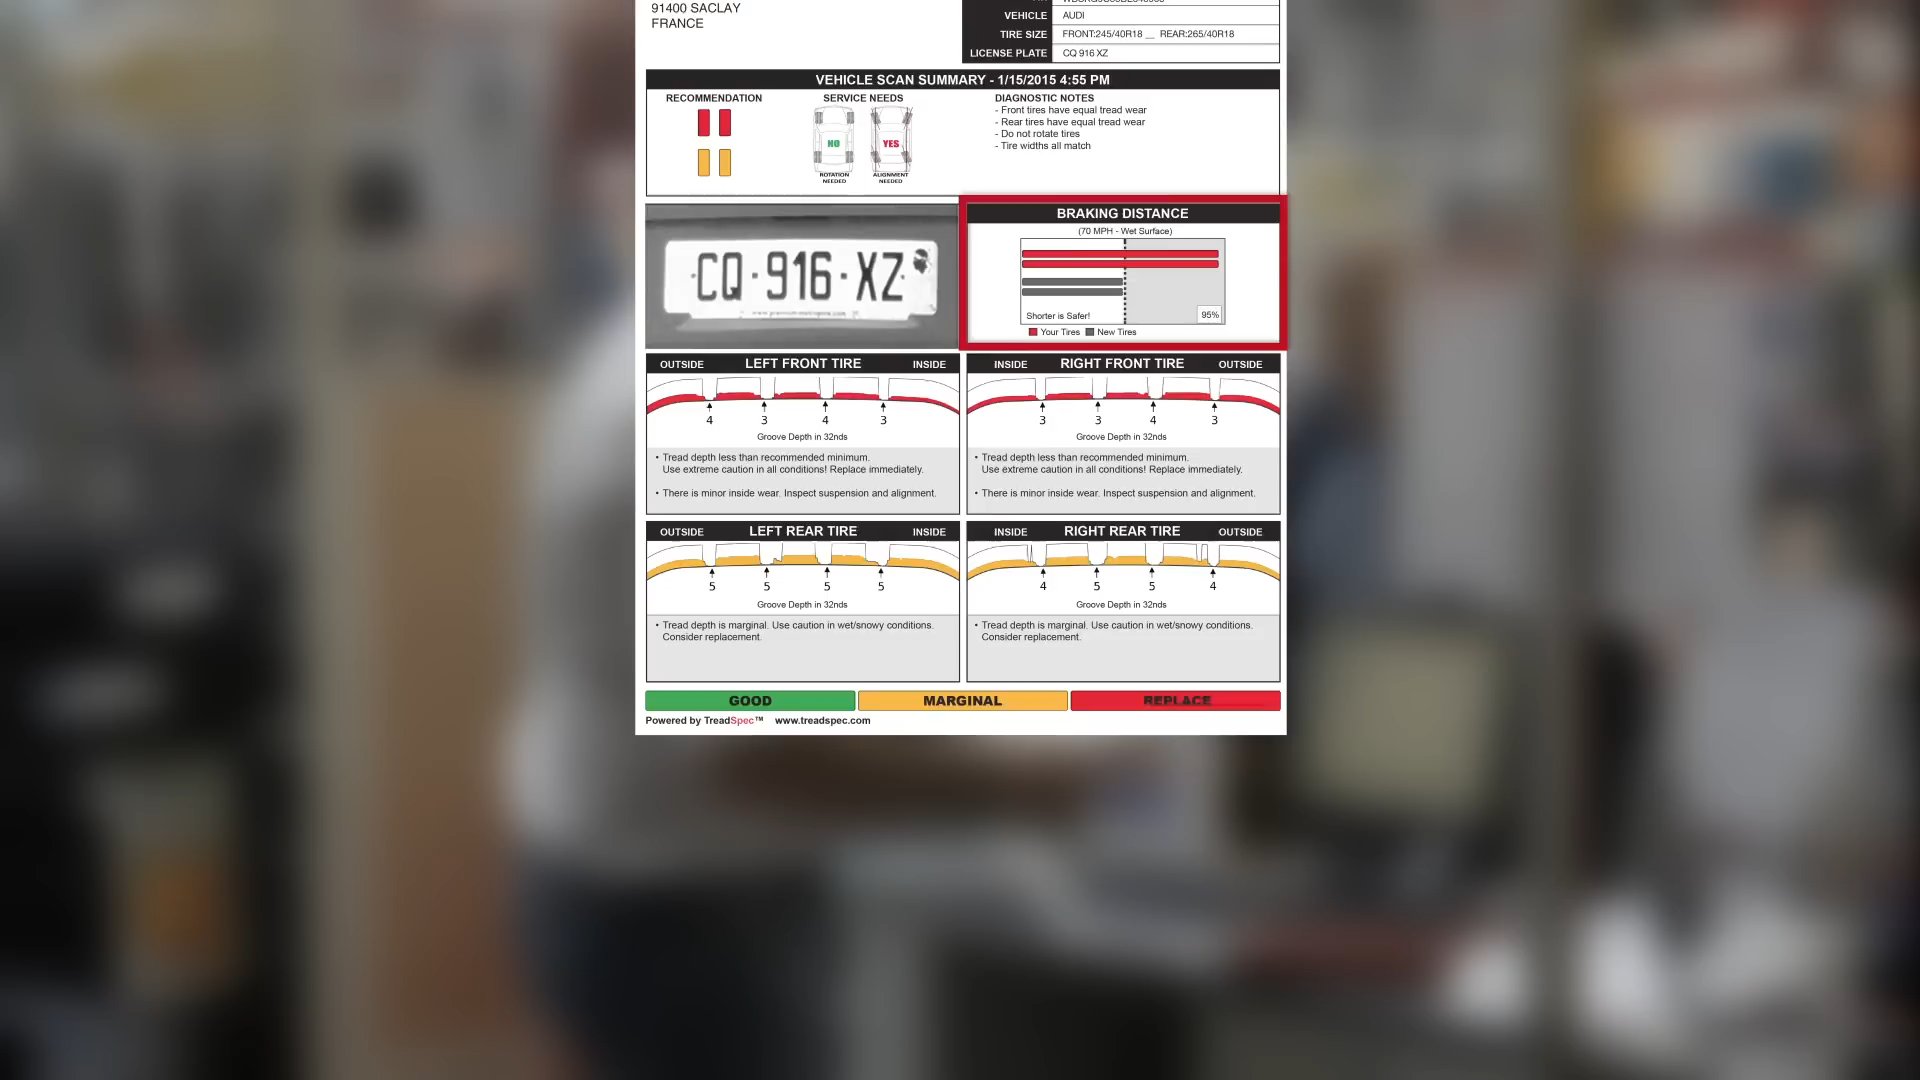 91400 SACLAY
FRANCE
VEHICLE AUDI
TIRE SIZE FRONT:245/40R18 __ REAR:265/40R18
LICENSE PLATE CQ 916 XZ
VEHICLE SCAN SUMMARY - 1/15/2015 4:55 PM
RECOMMENDATION
SERVICE NEEDS
NO
ROTATION
NEEDED
YES
ALIGNMENT
NEEDED
DIAGNOSTIC NOTES
- Front tires have equal tread wear
- Rear tires have equal tread wear
- Do not rotate tires
- Tire widths all match
CQ·916·XZ
BRAKING DISTANCE
(70 MPH - Wet Surface)
Shorter is Safer!
95%
Your Tires New Tires
OUTSIDE LEFT FRONT TIRE INSIDE
4 3 4 3
Groove Depth in 32nds
• Tread depth less than recommended minimum.
Use extreme caution in all conditions! Replace immediately.
• There is minor inside wear. Inspect suspension and alignment.
INSIDE RIGHT FRONT TIRE OUTSIDE
3 3 4 3
Groove Depth in 32nds
• Tread depth less than recommended minimum.
Use extreme caution in all conditions! Replace immediately.
• There is minor inside wear. Inspect suspension and alignment.
OUTSIDE LEFT REAR TIRE INSIDE
5 5 5 5
Groove Depth in 32nds
• Tread depth is marginal. Use caution in wet/snowy conditions.
Consider replacement.
INSIDE RIGHT REAR TIRE OUTSIDE
4 5 5 4
Groove Depth in 32nds
• Tread depth is marginal. Use caution in wet/snowy conditions.
Consider replacement.
GOOD MARGINAL REPLACE
Powered by TreadSpec™ www.treadspec.com